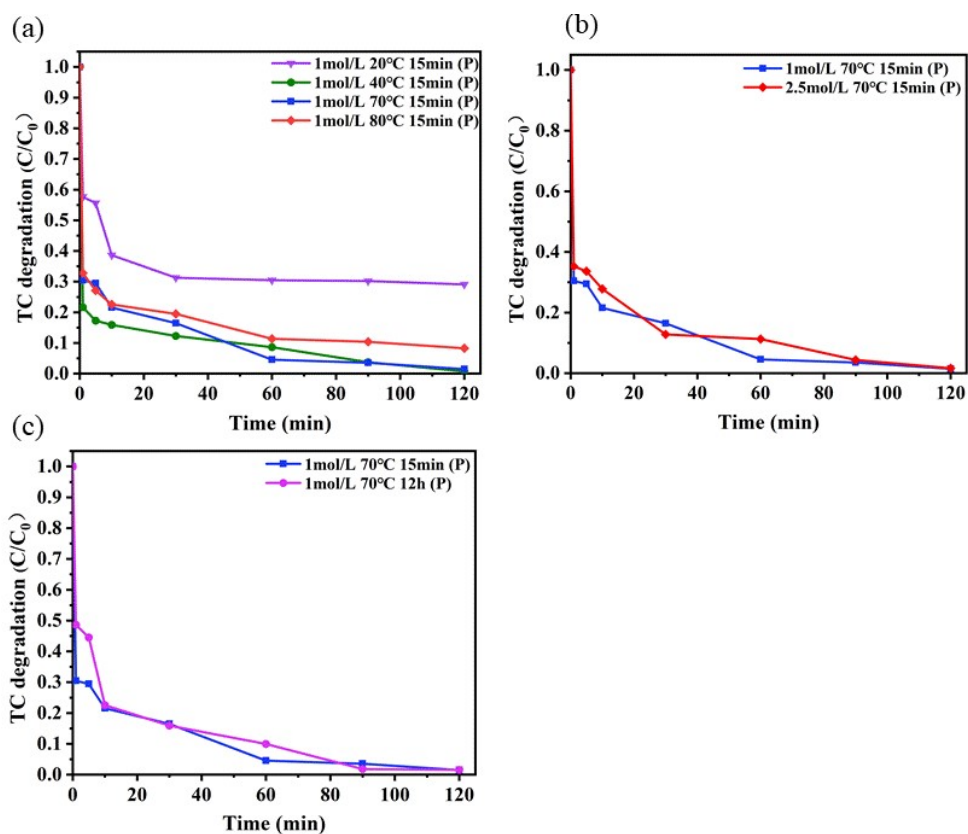 (a)
1mol/L 20°C 15min (P)
1mol/L 40°C 15min (P)
1mol/L 70°C 15min (P)
1mol/L 80°C 15min (P)
TC degradation (C/C₀)
1.0
0.9
0.8
0.7
0.6
0.5
0.4
0.3
0.2
0.1
0.0
0 20 40 60 80 100 120
Time (min)
(b)
1mol/L 70°C 15min (P)
2.5mol/L 70°C 15min (P)
TC degradation (C/C₀)
1.0
0.8
0.6
0.4
0.2
0.0
0 20 40 60 80 100 120
Time (min)
(c)
1mol/L 70°C 15min (P)
1mol/L 70°C 12h (P)
TC degradation (C/C₀)
1.0
0.9
0.8
0.7
0.6
0.5
0.4
0.3
0.2
0.1
0.0
0 20 40 60 80 100 120
Time (min)